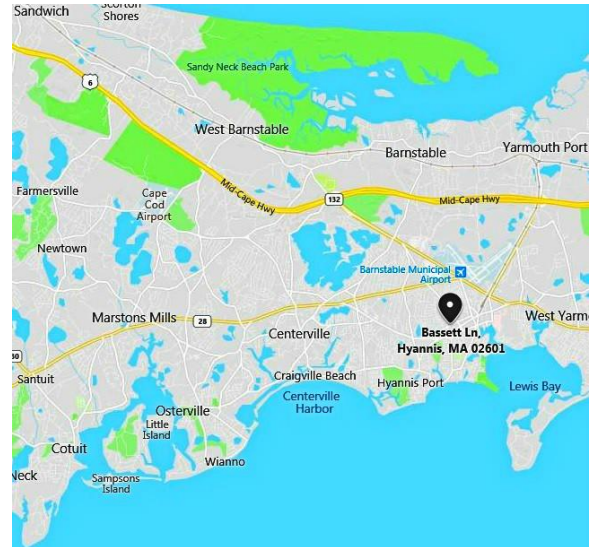 Sandwich
Scorton
Shores
Sandy Neck Beach Park
6
West Barnstable
Barnstable
Yarmouth Port
Farmersville
Cape
Cod
Airport
Mid-Cape Hwy
132
Mid-Cape Hwy
Newtown
Barnstable Municipal
Airport
Marstons Mills
28
Centerville
Bassett Ln,
Hyannis, MA 02601
West Yarm
30
Santuit
Craigville Beach
Hyannis Port
Lewis Bay
Centerville
Harbor
Osterville
Little
Island
Cotuit
Wianno
Neck
Sampsons
Island